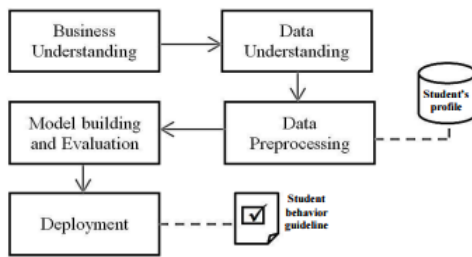 Business
Understanding
Data
Understanding
Student's
profile
Model building
and Evaluation
Data
Preprocessing
Deployment
Student
behavior
guideline